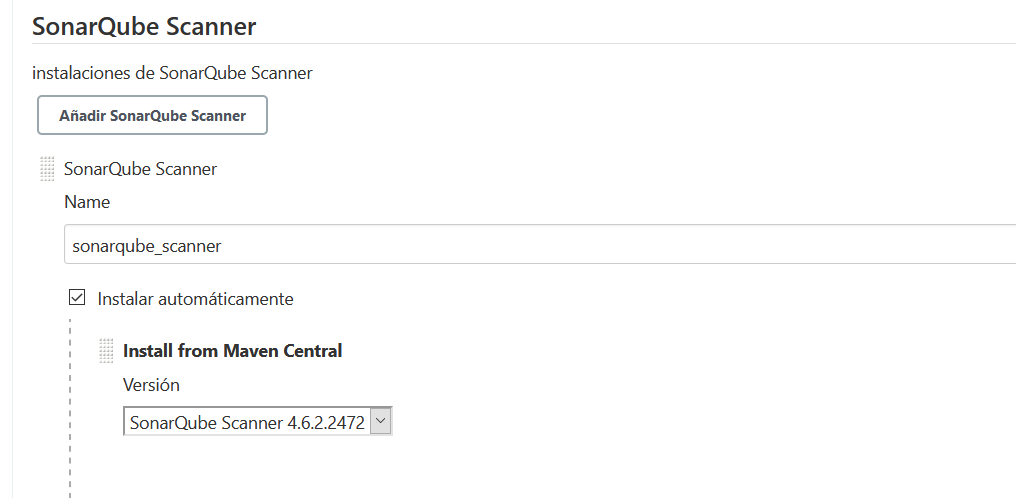 SonarQube Scanner
instalaciones de SonarQube Scanner
Añadir SonarQube Scanner
SonarQube Scanner
Name
sonarqube_scanner
Instalar automáticamente
Install from Maven Central
Versión
SonarQube Scanner 4.6.2.2472